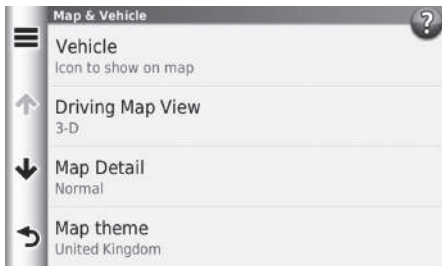 Map & Vehicle
?
Vehicle
Icon to show on map
Driving Map View
3-D
Map Detail
Normal
Map theme
United Kingdom